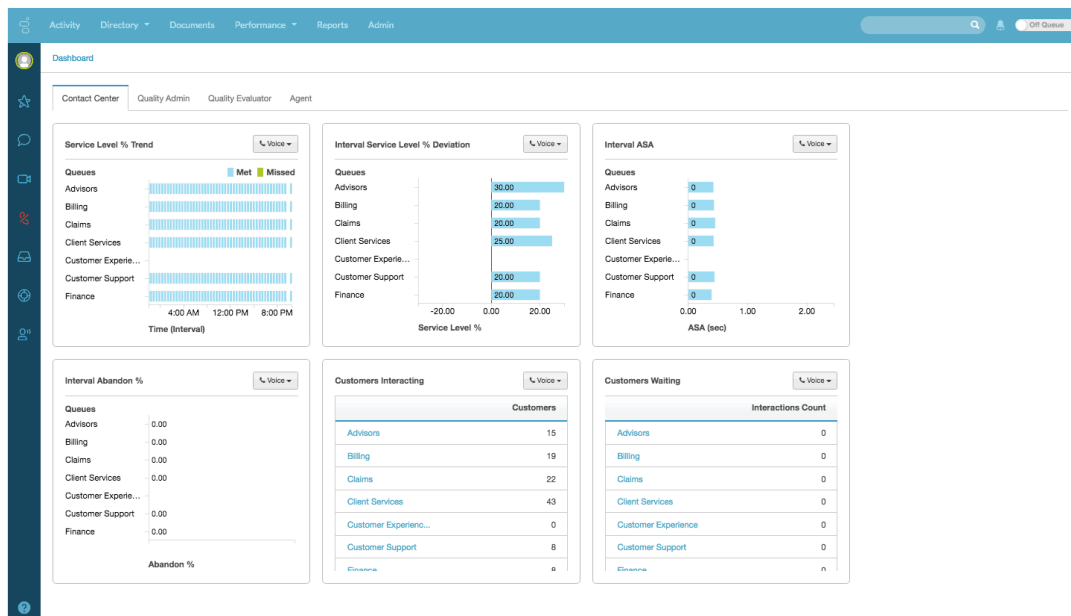 Activity Directory Documents Performance Reports Admin Off Queue
Dashboard
Contact Center Quality Admin Quality Evaluator Agent
Service Level % Trend Voice
Queues Met Missed
Advisors
Billing
Claims
Client Services
Customer Experie...
Customer Support
Finance
4:00 AM 12:00 PM 8:00 PM
Time (Interval)
Interval Service Level % Deviation Voice
Queues
Advisors 30.00
Billing 20.00
Claims 20.00
Client Services 25.00
Customer Experie...
Customer Support 20.00
Finance 20.00
-20.00 0.00 20.00
Service Level %
Interval ASA Voice
Queues
Advisors 0
Billing 0
Claims 0
Client Services 0
Customer Experie...
Customer Support 0
Finance 0
0.00 1.00 2.00
ASA (sec)
Interval Abandon % Voice
Queues
Advisors 0.00
Billing 0.00
Claims 0.00
Client Services 0.00
Customer Experie...
Customer Support 0.00
Finance 0.00
Abandon %
Customers Interacting Voice
Customers
Advisors 15
Billing 19
Claims 22
Client Services 43
Customer Experienc... 0
Customer Support 8
Finance 8
Customers Waiting Voice
Interactions Count
Advisors 0
Billing 0
Claims 0
Client Services 0
Customer Experience 0
Customer Support 0
Finance 0
?